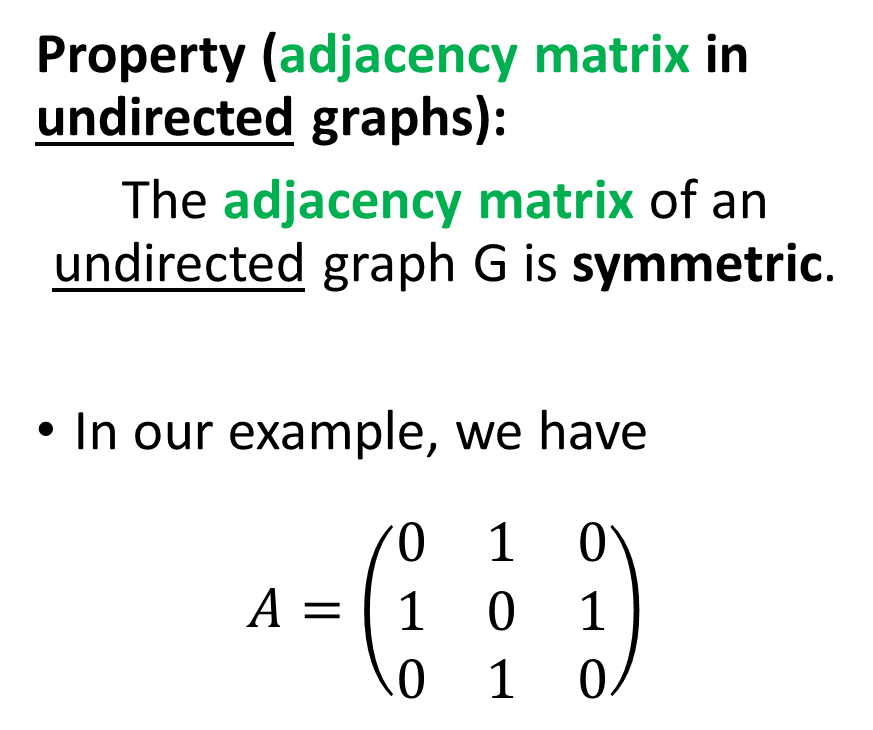 Property (adjacency matrix in
undirected graphs):
The adjacency matrix of an
undirected graph G is symmetric.
• In our example, we have
0 1 0
A = 1 0 1
0 1 0